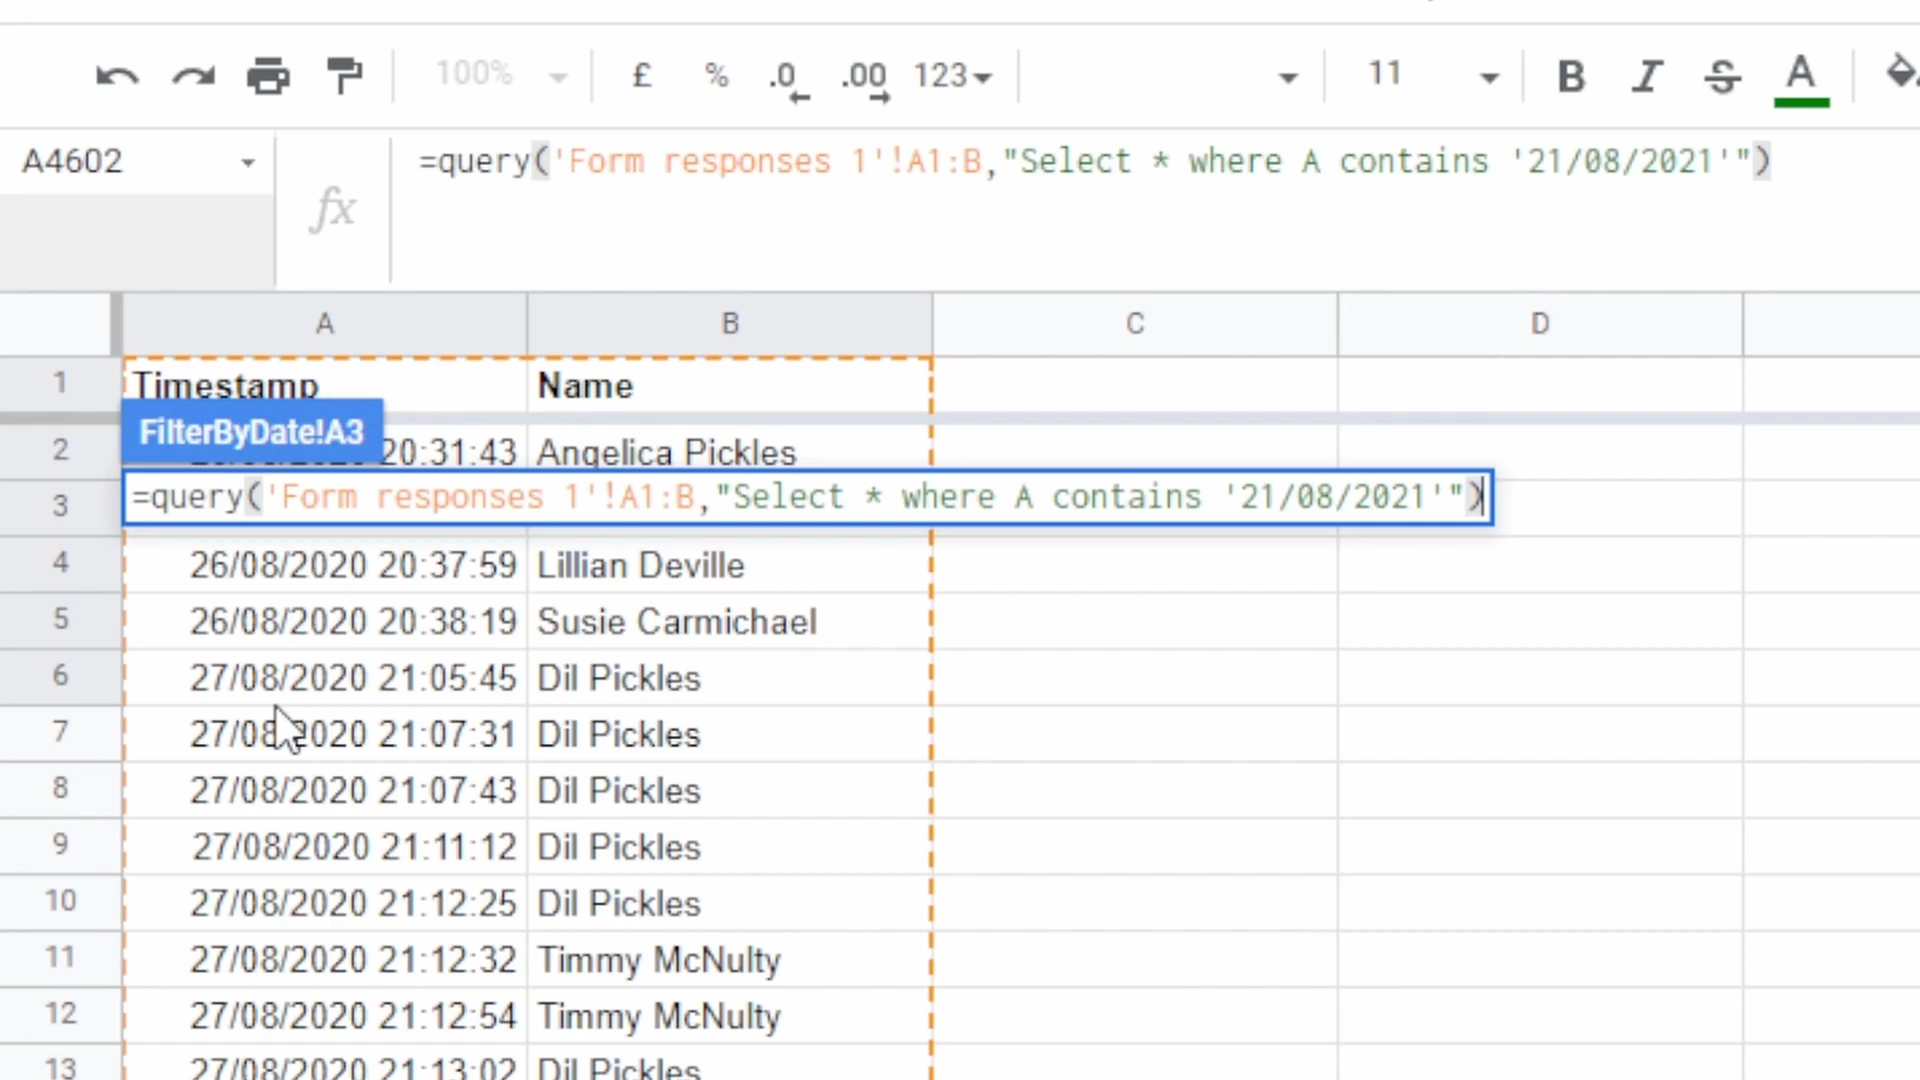 100% £ % .0 .00 123 11 B I S A
A4602 =query('Form responses 1'!A1:B,"Select * where A contains '21/08/2021'")
fx
A B C D
1 Timestamp Name
FilterByDate!A3
2 20:31:43 Angelica Pickles
3 =query('Form responses 1'!A1:B,"Select * where A contains '21/08/2021'")
4 26/08/2020 20:37:59 Lillian Deville
5 26/08/2020 20:38:19 Susie Carmichael
6 27/08/2020 21:05:45 Dil Pickles
7 27/08/2020 21:07:31 Dil Pickles
8 27/08/2020 21:07:43 Dil Pickles
9 27/08/2020 21:11:12 Dil Pickles
10 27/08/2020 21:12:25 Dil Pickles
11 27/08/2020 21:12:32 Timmy McNulty
12 27/08/2020 21:12:54 Timmy McNulty
13 27/08/2020 21:13:02 Dil Pickles